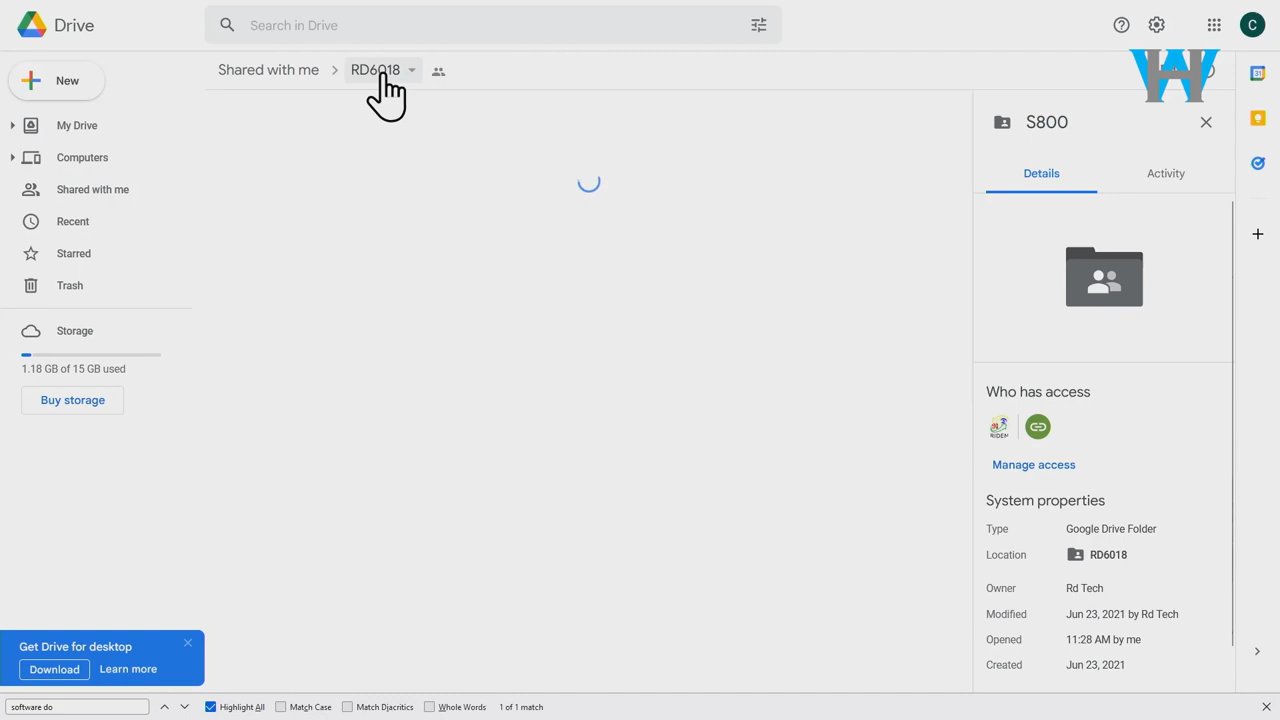 Drive
Search in Drive
C
Shared with me
RD6018
New
My Drive
Computers
Shared with me
Recent
Starred
Trash
Storage
1.18 GB of 15 GB used
Buy storage
WH
31
S800
Details
Activity
Who has access
RIDEN
Manage access
System properties
Type Google Drive Folder
Location RD6018
Owner Rd Tech
Modified Jun 23, 2021 by Rd Tech
Opened 11:28 AM by me
Created Jun 23, 2021
Get Drive for desktop
Download Learn more
software do
Highlight All
Match Case
Match Diacritics
Whole Words
1 of 1 match